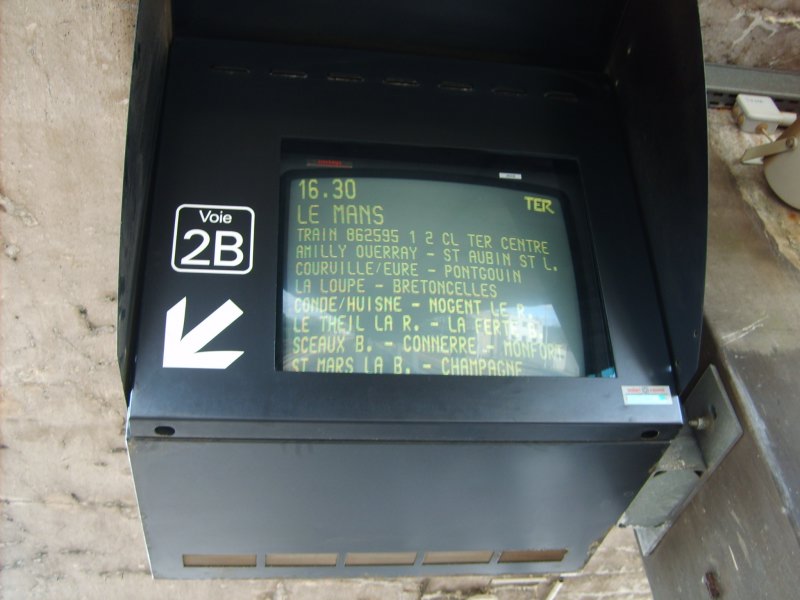 Voie
2B
16.30
TER
LE MANS
TRAIN 862595 1 2 CL TER CENTRE
AMILLY OUERRAY - ST AUBIN ST L.
COURVILLE/EURE - PONTGOUIN
LA LOUPE - BRETONCELLES
CONDE/HUISNE - NOGENT LE R.
LE THEIL LA R. - LA FERTE B.
SCEAUX B. - CONNERRE - MONFORT
ST MARS LA B. - CHAMPAGNE